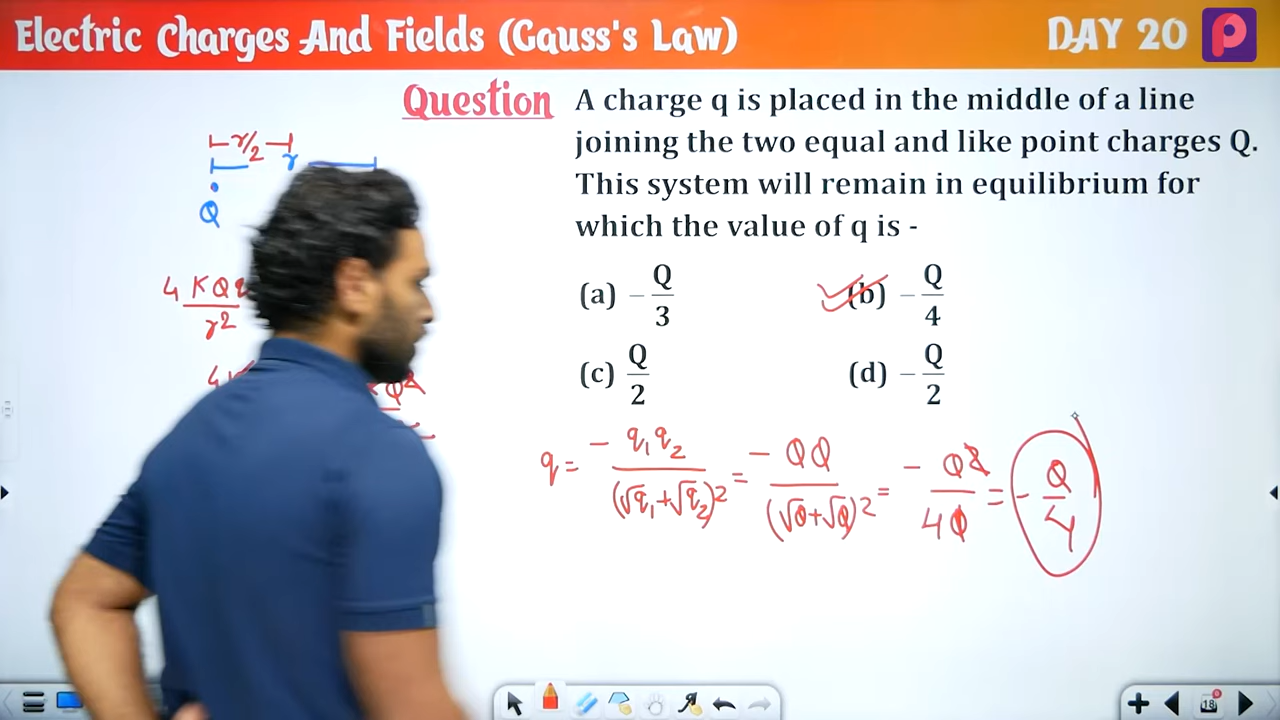 Electric Charges And Fields (Gauss's Law)
DAY 20
Question
A charge q is placed in the middle of a line
joining the two equal and like point charges Q.
This system will remain in equilibrium for
which the value of q is -
(a) - Q/3
(b) - Q/4
(c) Q/2
(d) - Q/2
r/2
r
Q
4 K Q
r²
q = - q₁q₂/(√q₁+√q₂)² = - QQ/(√Q+√Q)² = - Q²/4Q = - Q/4
18